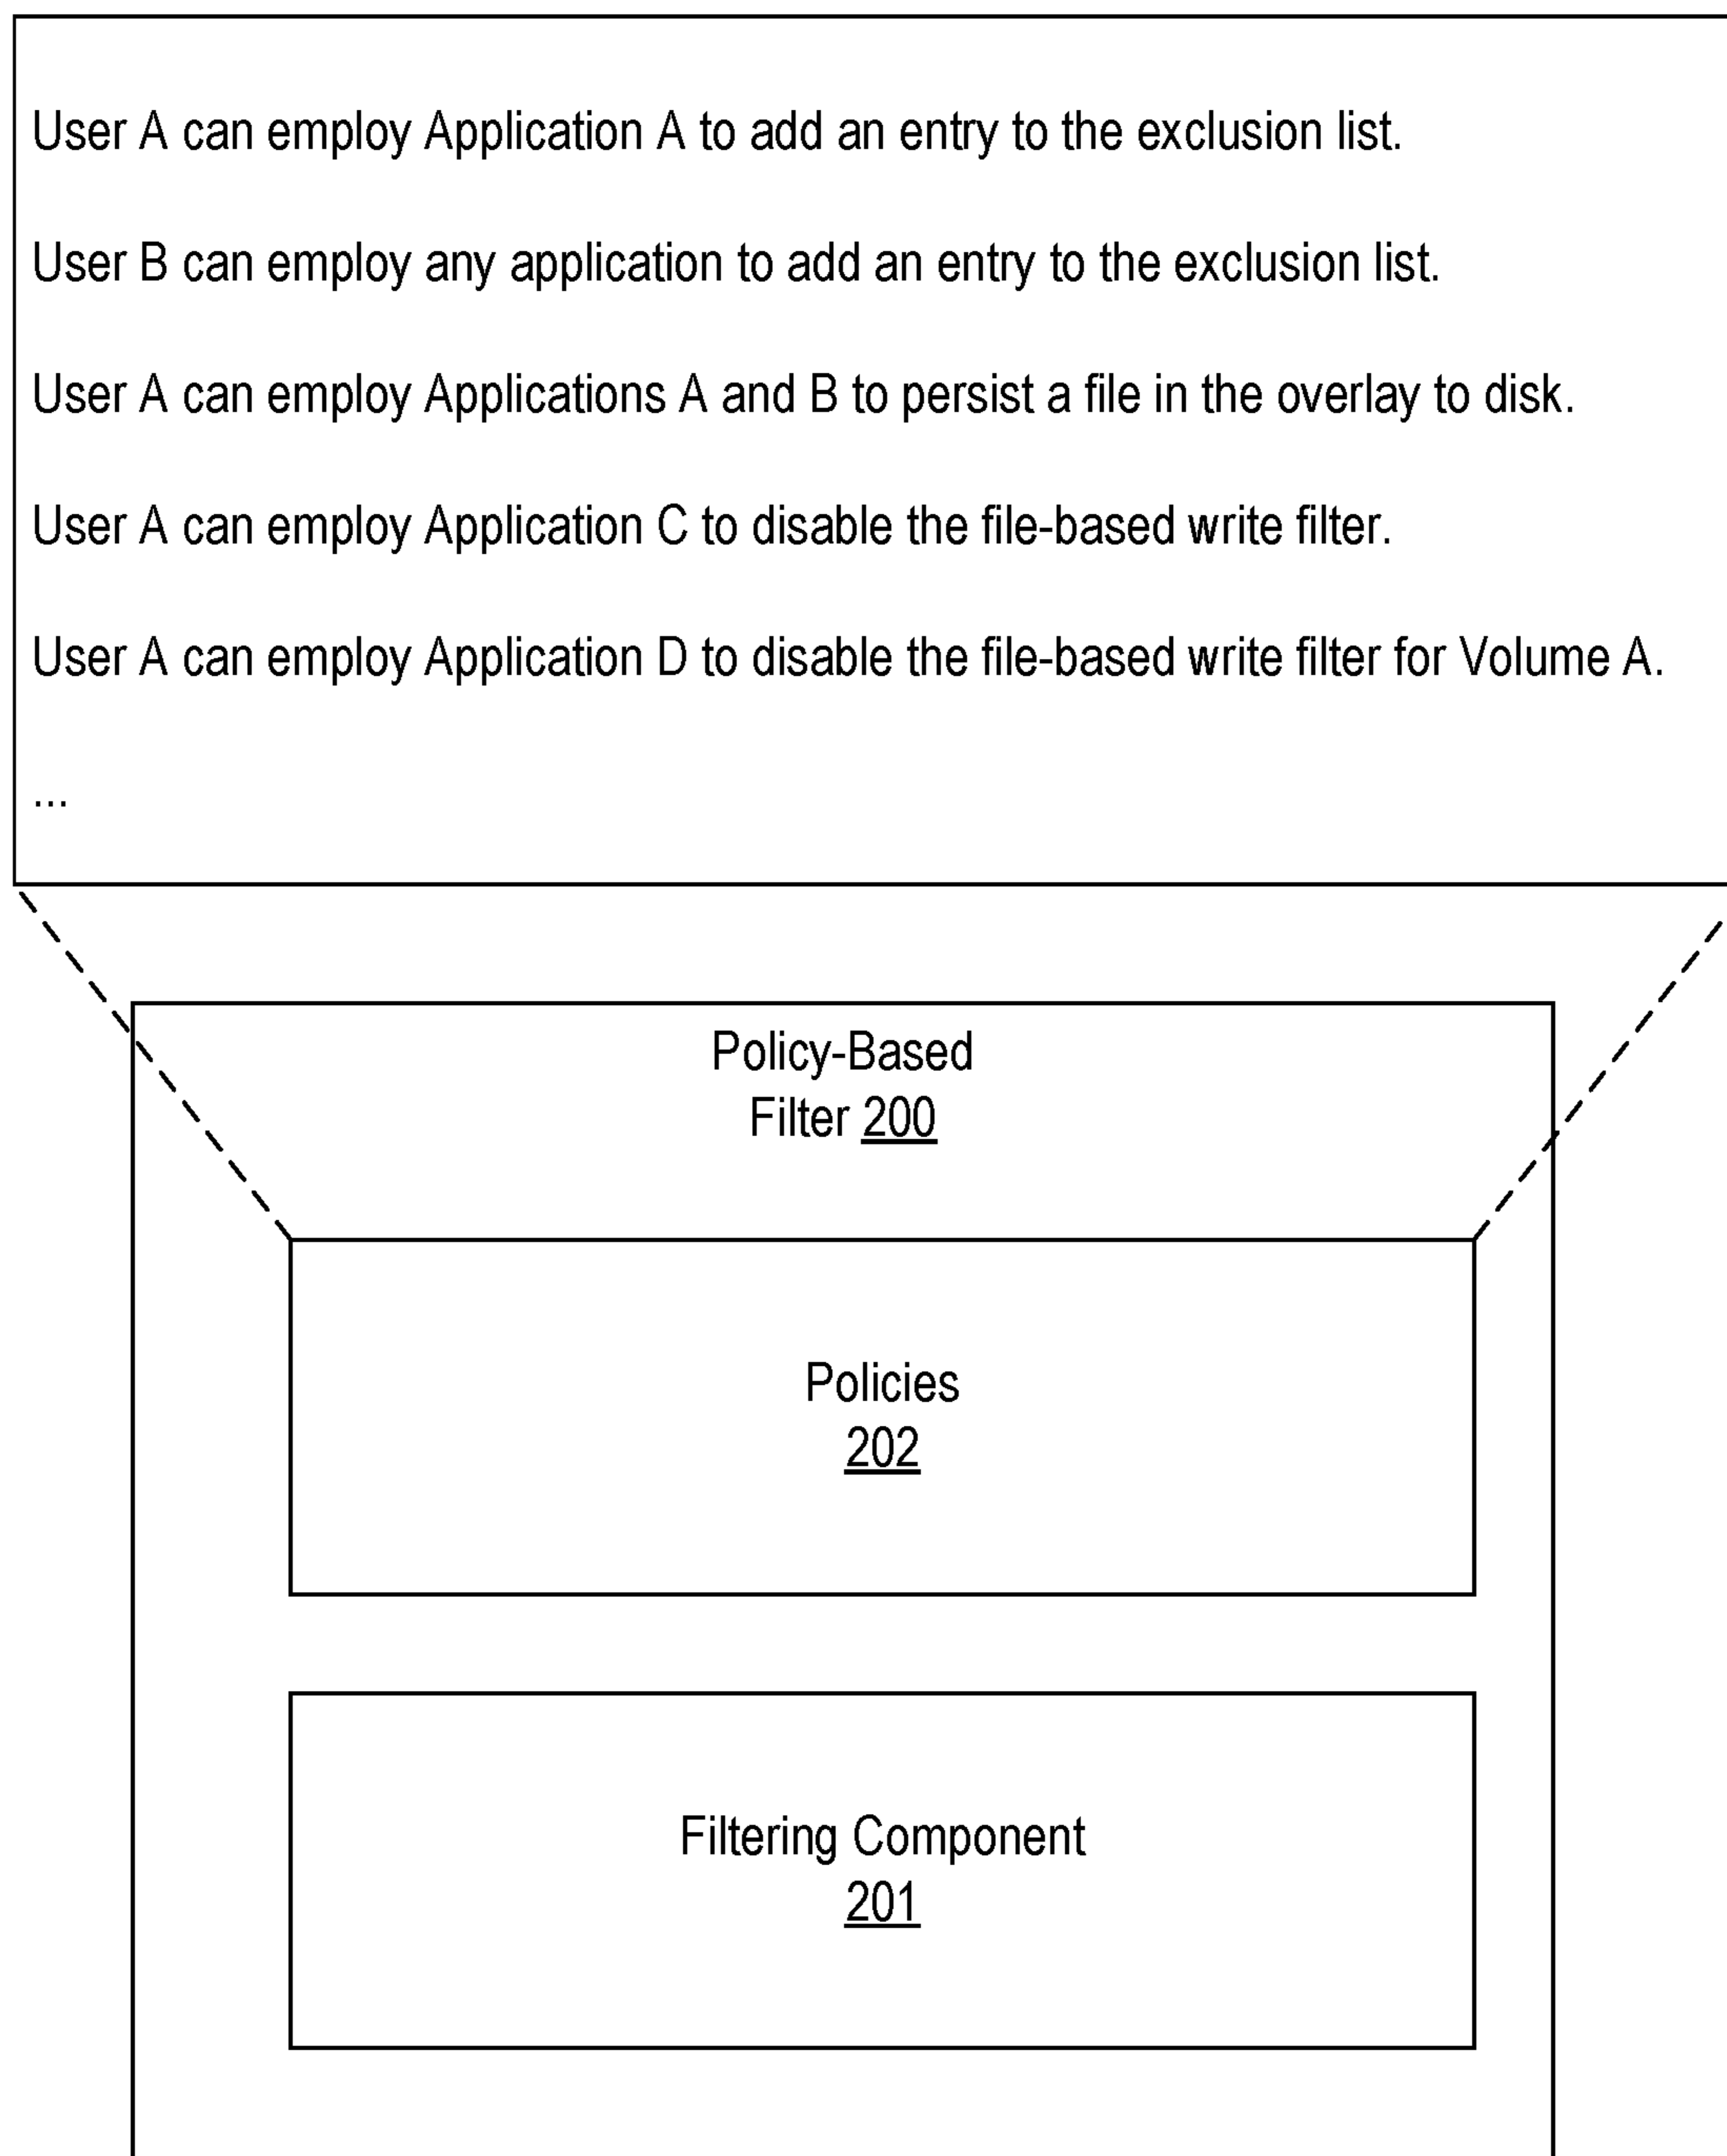 User A can employ Application A to add an entry to the exclusion list.
User B can employ any application to add an entry to the exclusion list.
User A can employ Applications A and B to persist a file in the overlay to disk.
User A can employ Application C to disable the file-based write filter.
User A can employ Application D to disable the file-based write filter for Volume A.
...
Policy-Based
Filter 200
Policies
202
Filtering Component
201